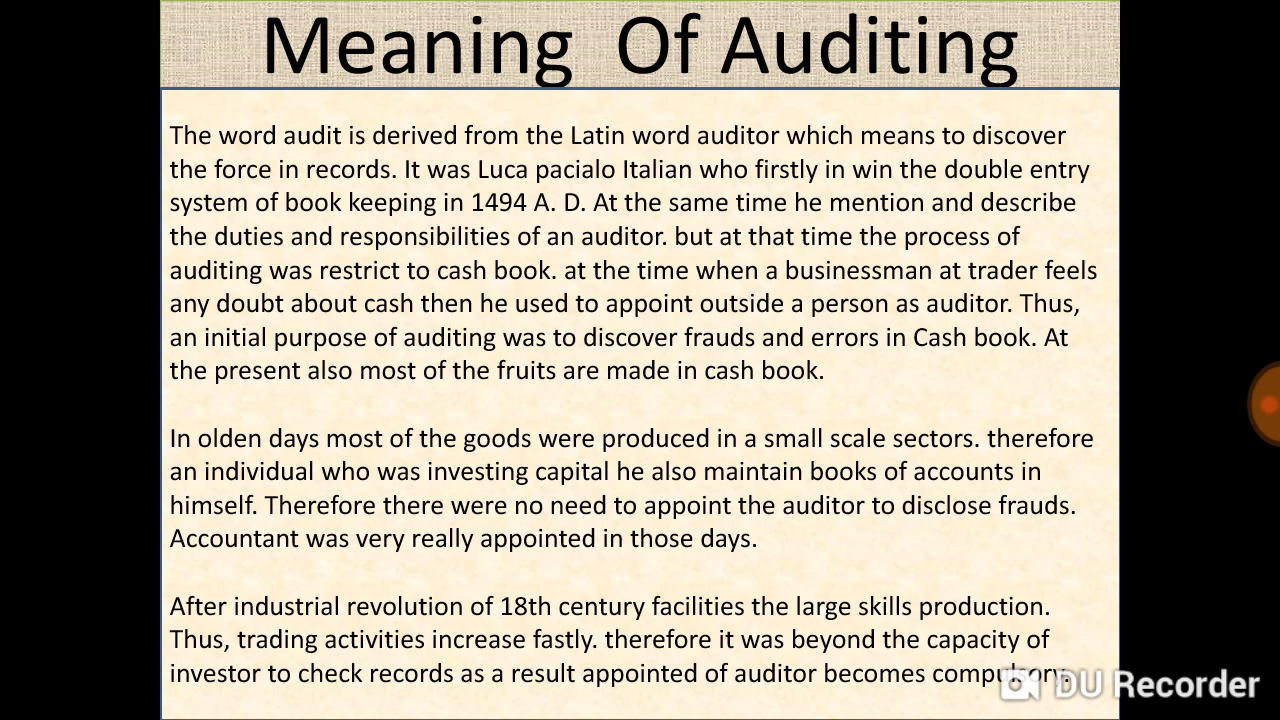 Meaning Of Auditing
The word audit is derived from the Latin word auditor which means to discover
the force in records. It was Luca pacialo Italian who firstly in win the double entry
system of book keeping in 1494 A. D. At the same time he mention and describe
the duties and responsibilities of an auditor. but at that time the process of
auditing was restrict to cash book. at the time when a businessman at trader feels
any doubt about cash then he used to appoint outside a person as auditor. Thus,
an initial purpose of auditing was to discover frauds and errors in Cash book. At
the present also most of the fruits are made in cash book.
In olden days most of the goods were produced in a small scale sectors. therefore
an individual who was investing capital he also maintain books of accounts in
himself. Therefore there were no need to appoint the auditor to disclose frauds.
Accountant was very really appointed in those days.
After industrial revolution of 18th century facilities the large skills production.
Thus, trading activities increase fastly. therefore it was beyond the capacity of
investor to check records as a result appointed of auditor becomes compulsory.
DU Recorder